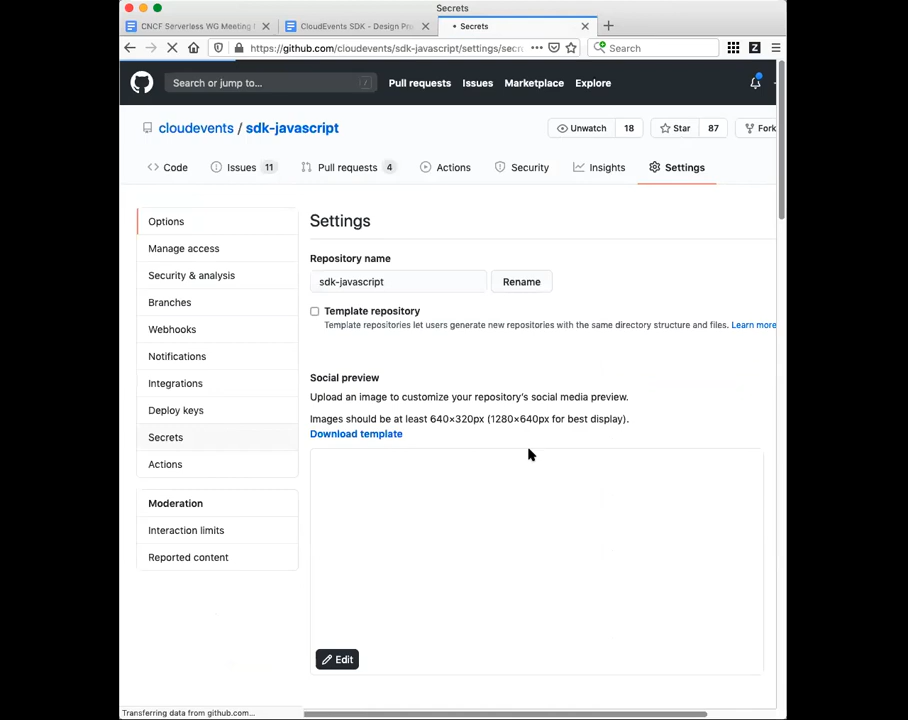 Secrets
CNCF Serverless WG Meeting
CloudEvents SDK - Design Pr
Secrets
https://github.com/cloudevents/sdk-javascript/settings/secr
Search
Search or jump to...
/
Pull requests
Issues
Marketplace
Explore
cloudevents / sdk-javascript
Unwatch 18
Star 87
Fork
Code
Issues 11
Pull requests 4
Actions
Security
Insights
Settings
Options
Manage access
Security & analysis
Branches
Webhooks
Notifications
Integrations
Deploy keys
Secrets
Actions
Moderation
Interaction limits
Reported content
Settings
Repository name
sdk-javascript
Rename
Template repository
Template repositories let users generate new repositories with the same directory structure and files. Learn more
Social preview
Upload an image to customize your repository's social media preview.
Images should be at least 640×320px (1280×640px for best display).
Download template
Edit
Transferring data from github.com...